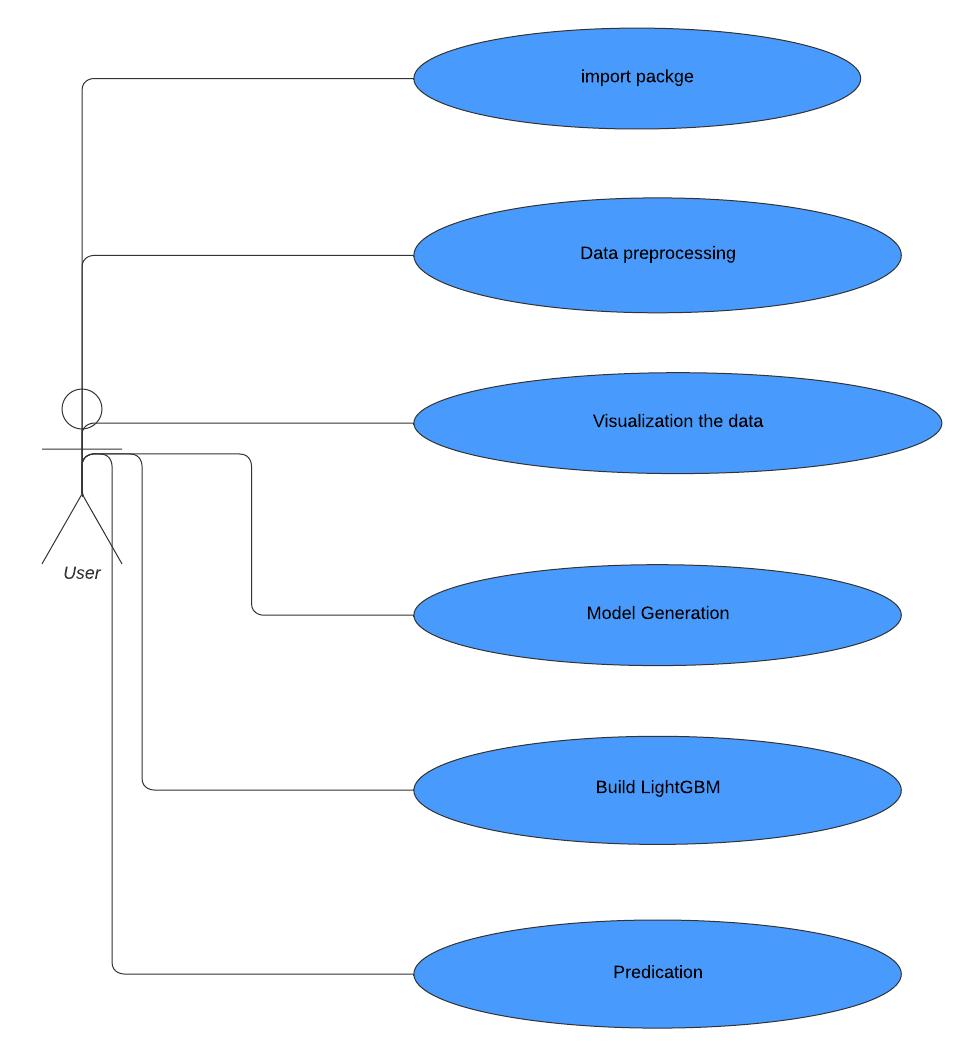 import packge
Data preprocessing
Visualization the data
User
Model Generation
Build LightGBM
Predication